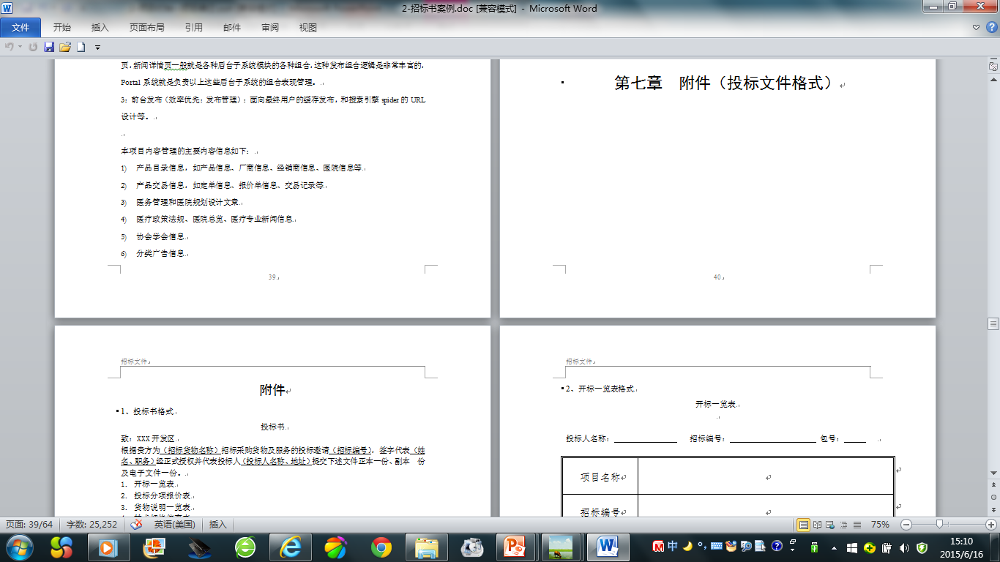 2-招标书案例.doc [兼容模式] - Microsoft Word
文件 开始 插入 页面布局 引用 邮件 审阅 视图
页，新闻详情页一般就是各种后台子系统模块的各种组合，这种发布组合逻辑是非常丰富的，
Portal 系统就是负责以上这些后台子系统的组合表现管理。
3：前台发布（效率优先：发布管理）：面向最终用户的缓存发布，和搜索引擎 spider 的 URL
设计等。
本项目内容管理的主要内容信息如下：
1) 产品目录信息，如产品信息、厂商信息、经销商信息、医院信息等
2) 产品交易信息，如定单信息、报价单信息、交易记录等
3) 医务管理和医院规划设计文章
4) 医疗政策法规、医院总览、医疗专业新闻信息
5) 协会学会信息
6) 分类广告信息
39
第七章 附件（投标文件格式）
40
招标文件
附件
1、投标书格式
投标书
致：XXX 开发区
根据贵方为（招标货物名称）招标采购货物及服务的投标邀请（招标编号），签字代表（姓
名、职务）经正式授权并代表投标人（投标人名称、地址）提交下述文件正本一份、副本 份
及电子文件一份。
1. 开标一览表
2. 投标分项报价表
3. 货物说明一览表
招标文件
2、开标一览表格式
开标一览表
投标人名称： 招标编号： 包号：
项目名称
招标编号
页面: 39/64 字数: 25,252 英语(美国) 插入 75%
中
15:10
2015/6/16